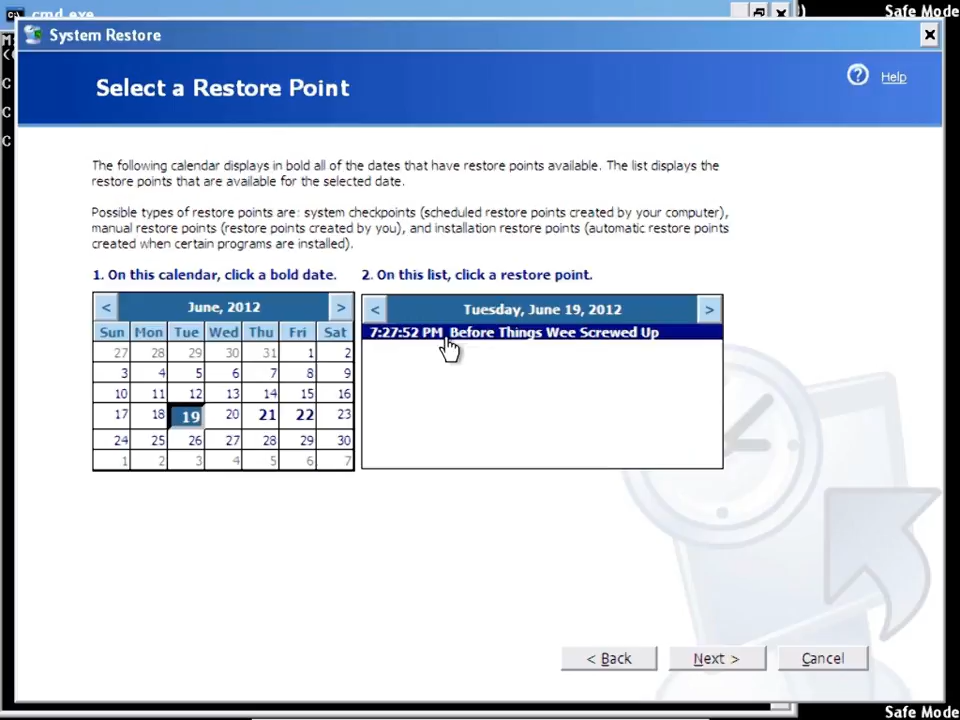 cmd.exe
Safe Mode
System Restore
Select a Restore Point
Help
The following calendar displays in bold all of the dates that have restore points available. The list displays the
restore points that are available for the selected date.
Possible types of restore points are: system checkpoints (scheduled restore points created by your computer),
manual restore points (restore points created by you), and installation restore points (automatic restore points
created when certain programs are installed).
1. On this calendar, click a bold date.
2. On this list, click a restore point.
< June, 2012 >
< Tuesday, June 19, 2012 >
Sun Mon Tue Wed Thu Fri Sat
7:27:52 PM Before Things Wee Screwed Up
27 28 29 30 31 1 2
3 4 5 6 7 8 9
10 11 12 13 14 15 16
17 18 19 20 21 22 23
24 25 26 27 28 29 30
1 2 3 4 5 6 7
< Back
Next >
Cancel
Safe Mode